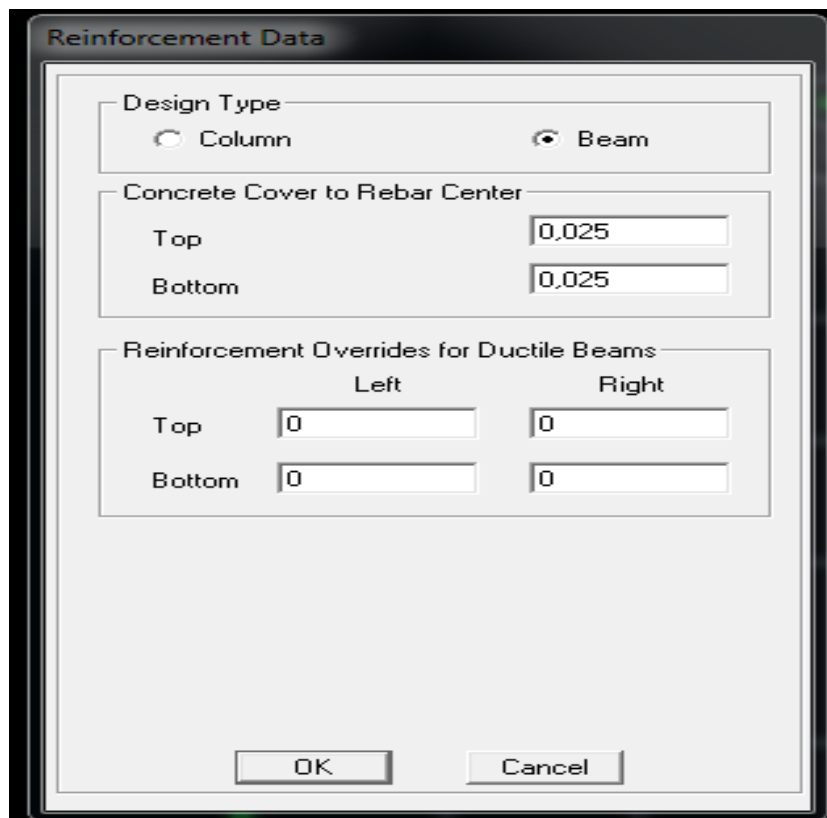 Reinforcement Data
Design Type
Column Beam
Concrete Cover to Rebar Center
Top 0,025
Bottom 0,025
Reinforcement Overrides for Ductile Beams
Left Right
Top 0 0
Bottom 0 0
OK Cancel